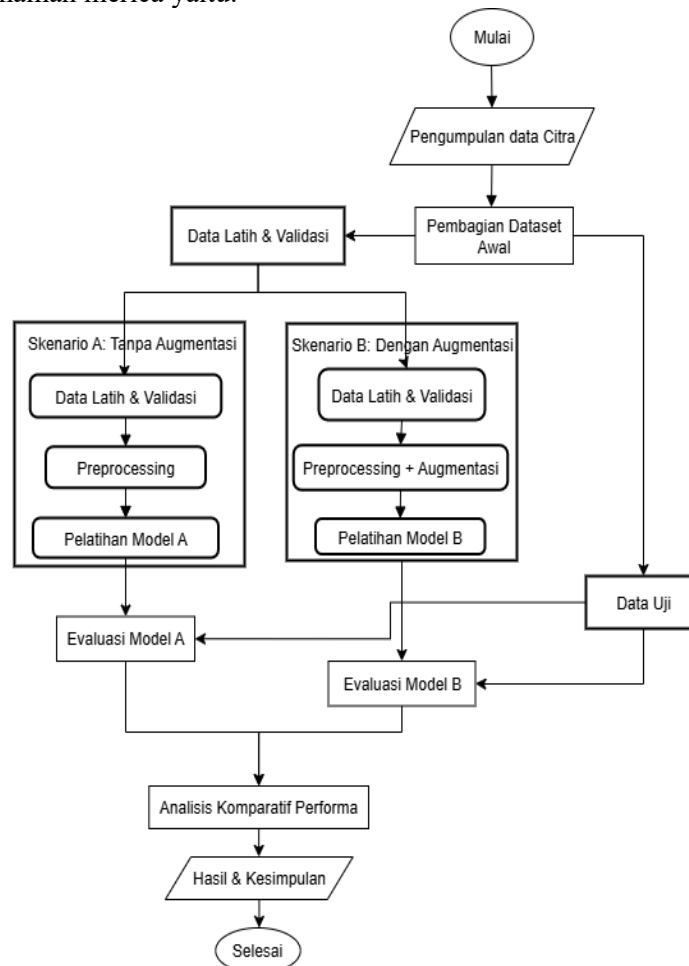 merica yaitu:
Mulai
Pengumpulan data Citra
Pembagian Dataset
Awal
Data Latih & Validasi
Skenario A: Tanpa Augmentasi
Data Latih & Validasi
Preprocessing
Pelatihan Model A
Skenario B: Dengan Augmentasi
Data Latih & Validasi
Preprocessing + Augmentasi
Pelatihan Model B
Data Uji
Evaluasi Model A
Evaluasi Model B
Analisis Komparatif Performa
Hasil & Kesimpulan
Selesai